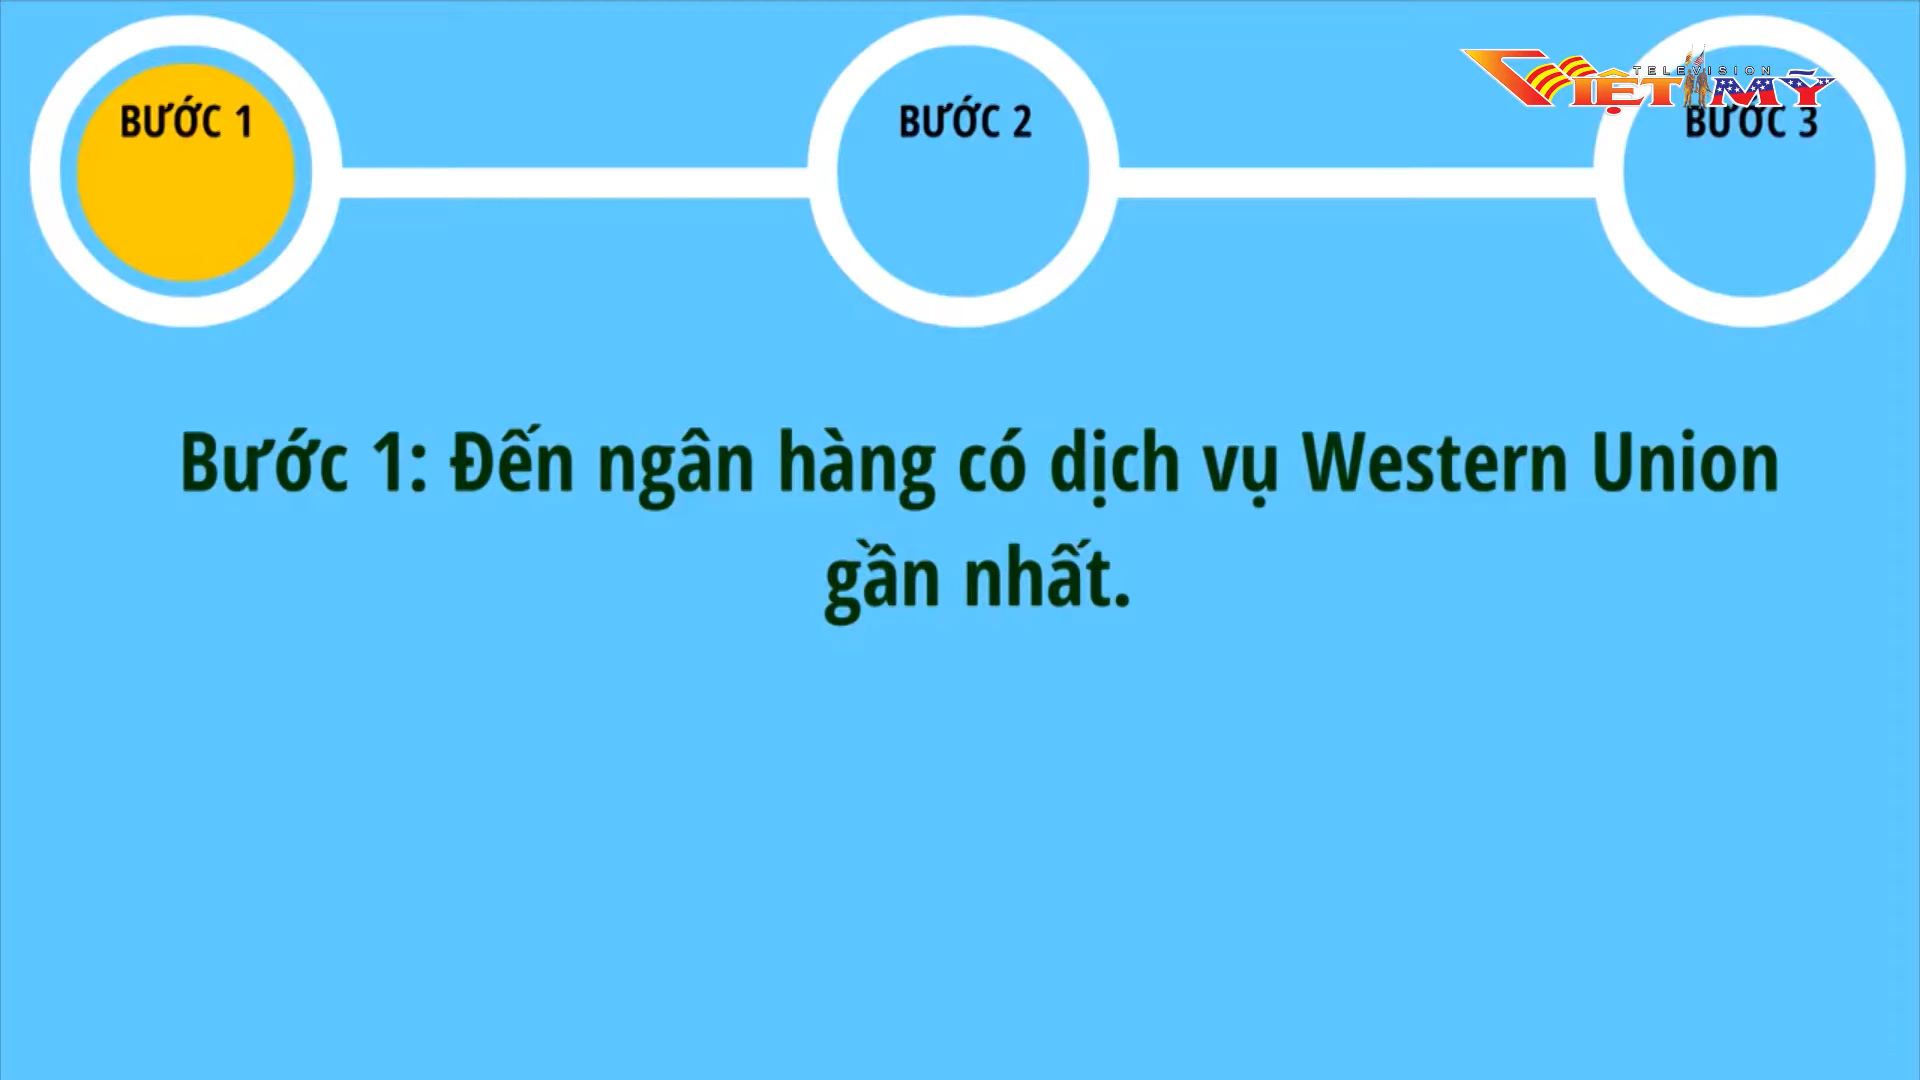 BƯỚC 1
BƯỚC 2
TELEVISION
VIỆT MỸ
BƯỚC 3
Bước 1: Đến ngân hàng có dịch vụ Western Union
gần nhất.